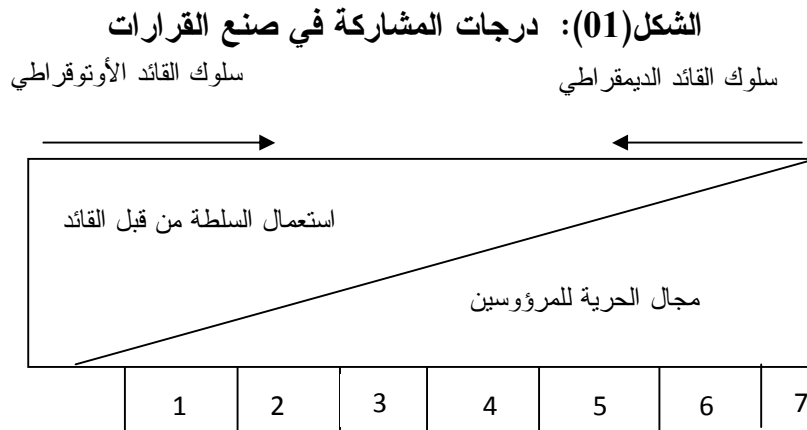 الشكل(01): درجات المشاركة في صنع القرارات
سلوك القائد الديمقراطي
سلوك القائد الأوتوقراطي
استعمال السلطة من قبل القائد
مجال الحرية للمرؤوسين
1 2 3 4 5 6 7